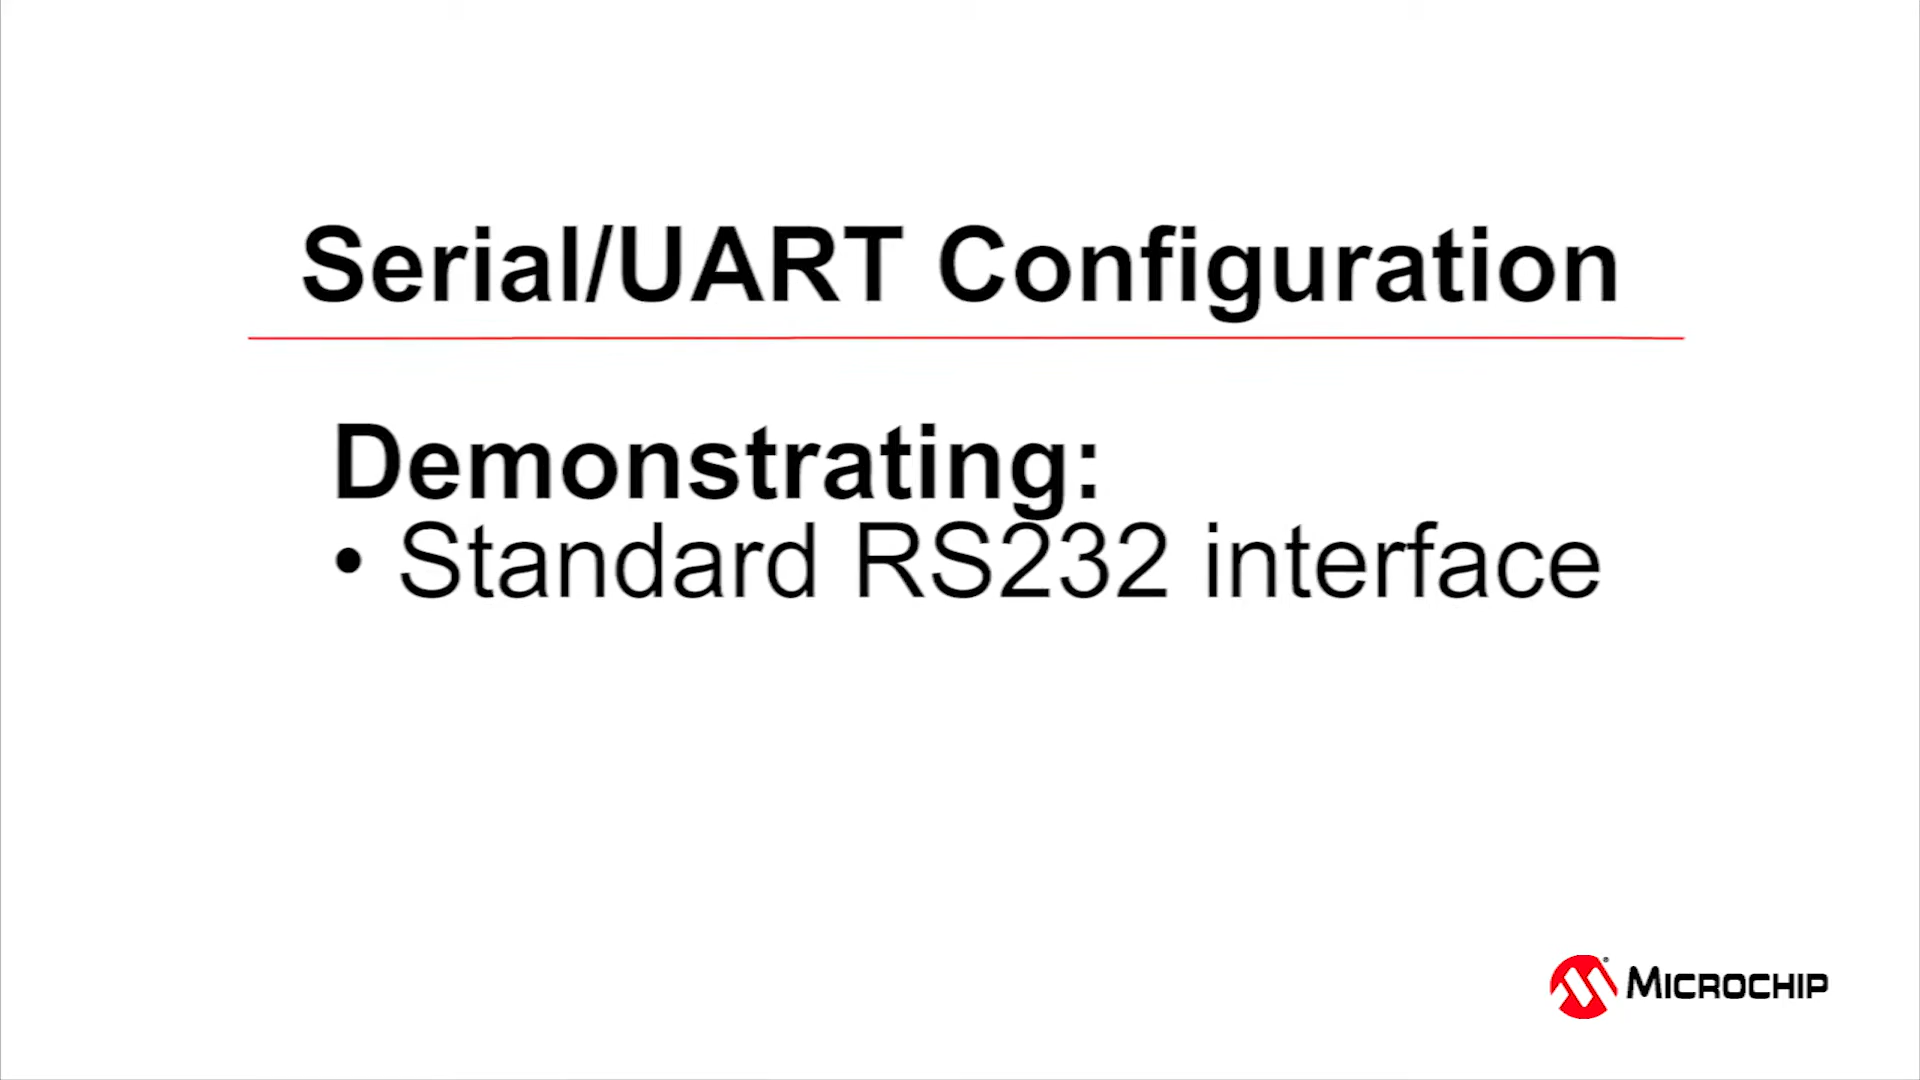 Serial/UART Configuration
Demonstrating:
• Standard RS232 interface
MICROCHIP